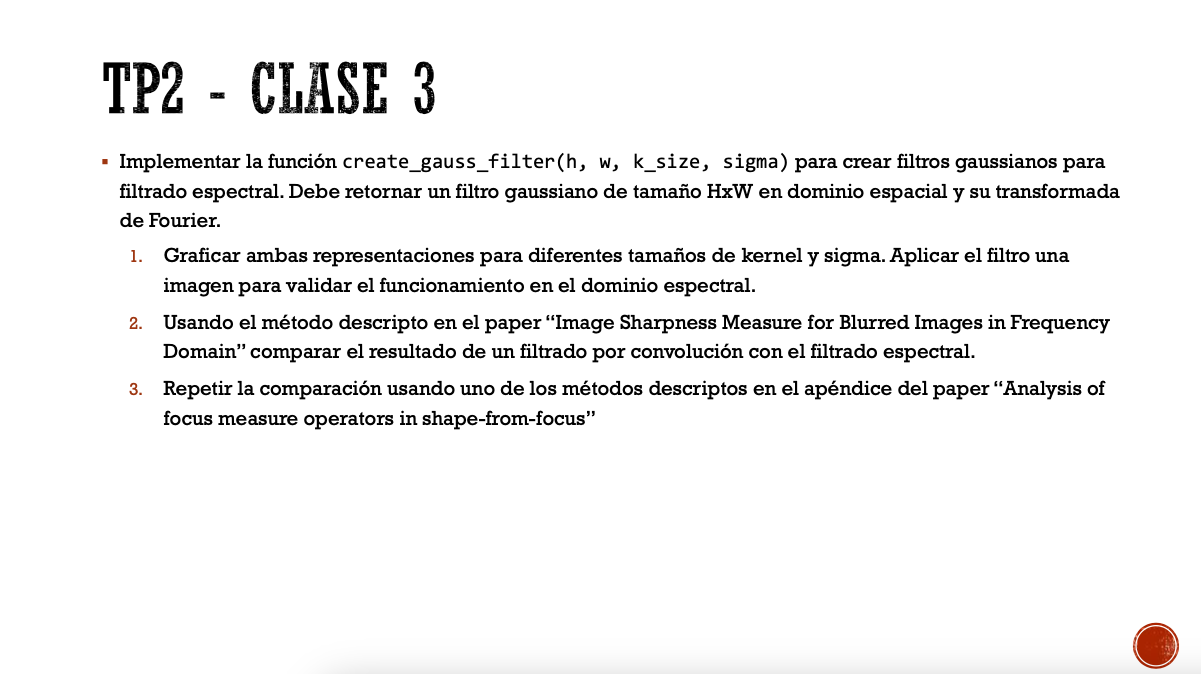 TP2 - CLASE 3
▪ Implementar la función create_gauss_filter(h, w, k_size, sigma) para crear filtros gaussianos para
filtrado espectral. Debe retornar un filtro gaussiano de tamaño HxW en dominio espacial y su transformada
de Fourier.
1. Graficar ambas representaciones para diferentes tamaños de kernel y sigma. Aplicar el filtro una
imagen para validar el funcionamiento en el dominio espectral.
2. Usando el método descripto en el paper “Image Sharpness Measure for Blurred Images in Frequency
Domain” comparar el resultado de un filtrado por convolución con el filtrado espectral.
3. Repetir la comparación usando uno de los métodos descriptos en el apéndice del paper “Analysis of
focus measure operators in shape-from-focus”